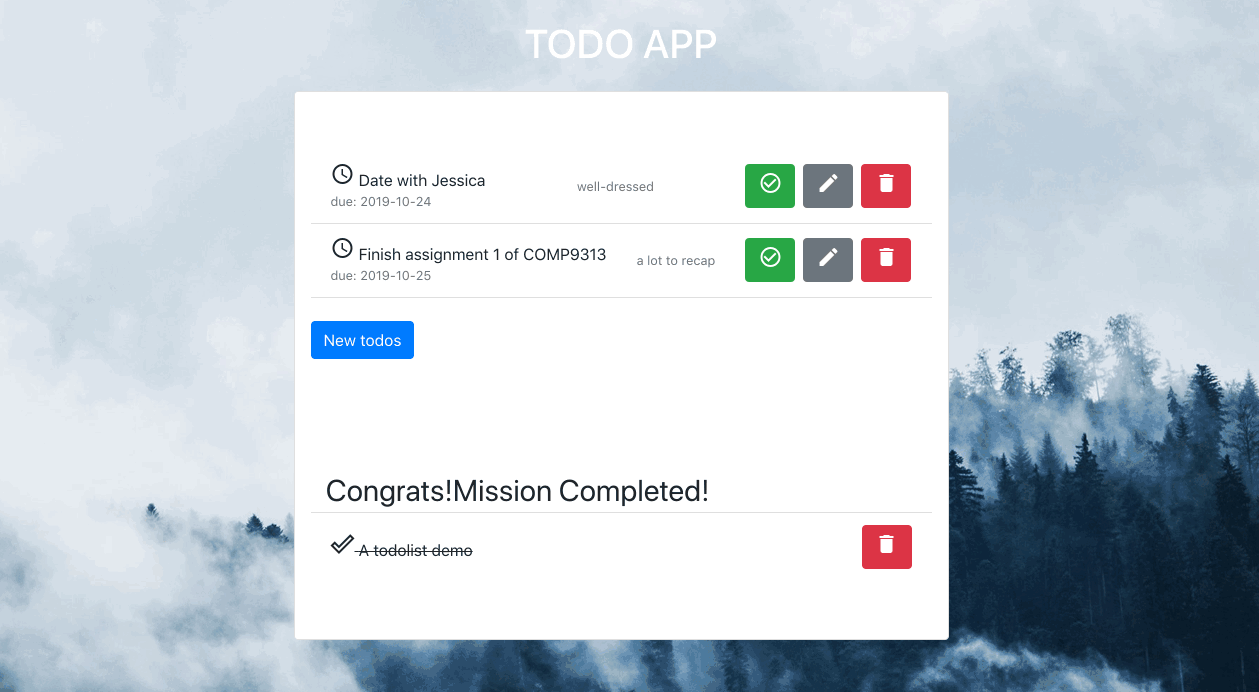 TODO APP
Date with Jessica
well-dressed
due: 2019-10-24
Finish assignment 1 of COMP9313
a lot to recap
due: 2019-10-25
New todos
Congrats!Mission Completed!
A todolist demo